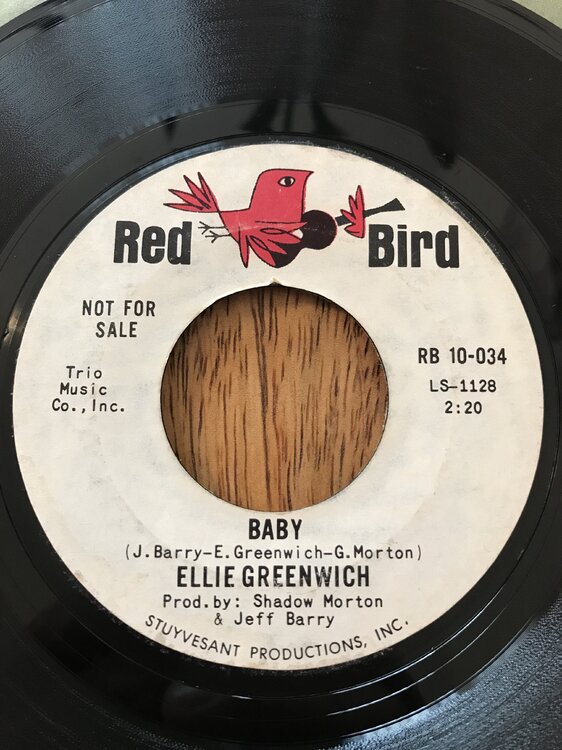 Red Bird
NOT FOR
SALE
Trio
Music
Co., Inc.
RB 10-034
LS-1128
2:20
BABY
(J. Barry-E. Greenwich-G. Morton)
ELLIE GREENWICH
Prod. by: Shadow Morton
& Jeff Barry
STUYVESANT PRODUCTIONS, INC.